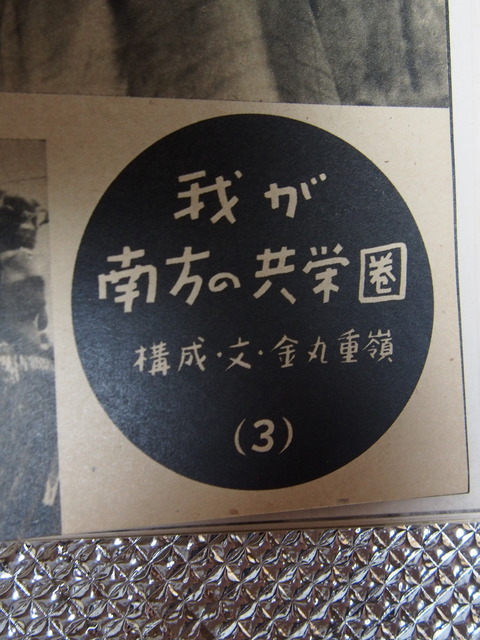 我が
南方の共栄圏
構成・文・金丸重嶺
(3)